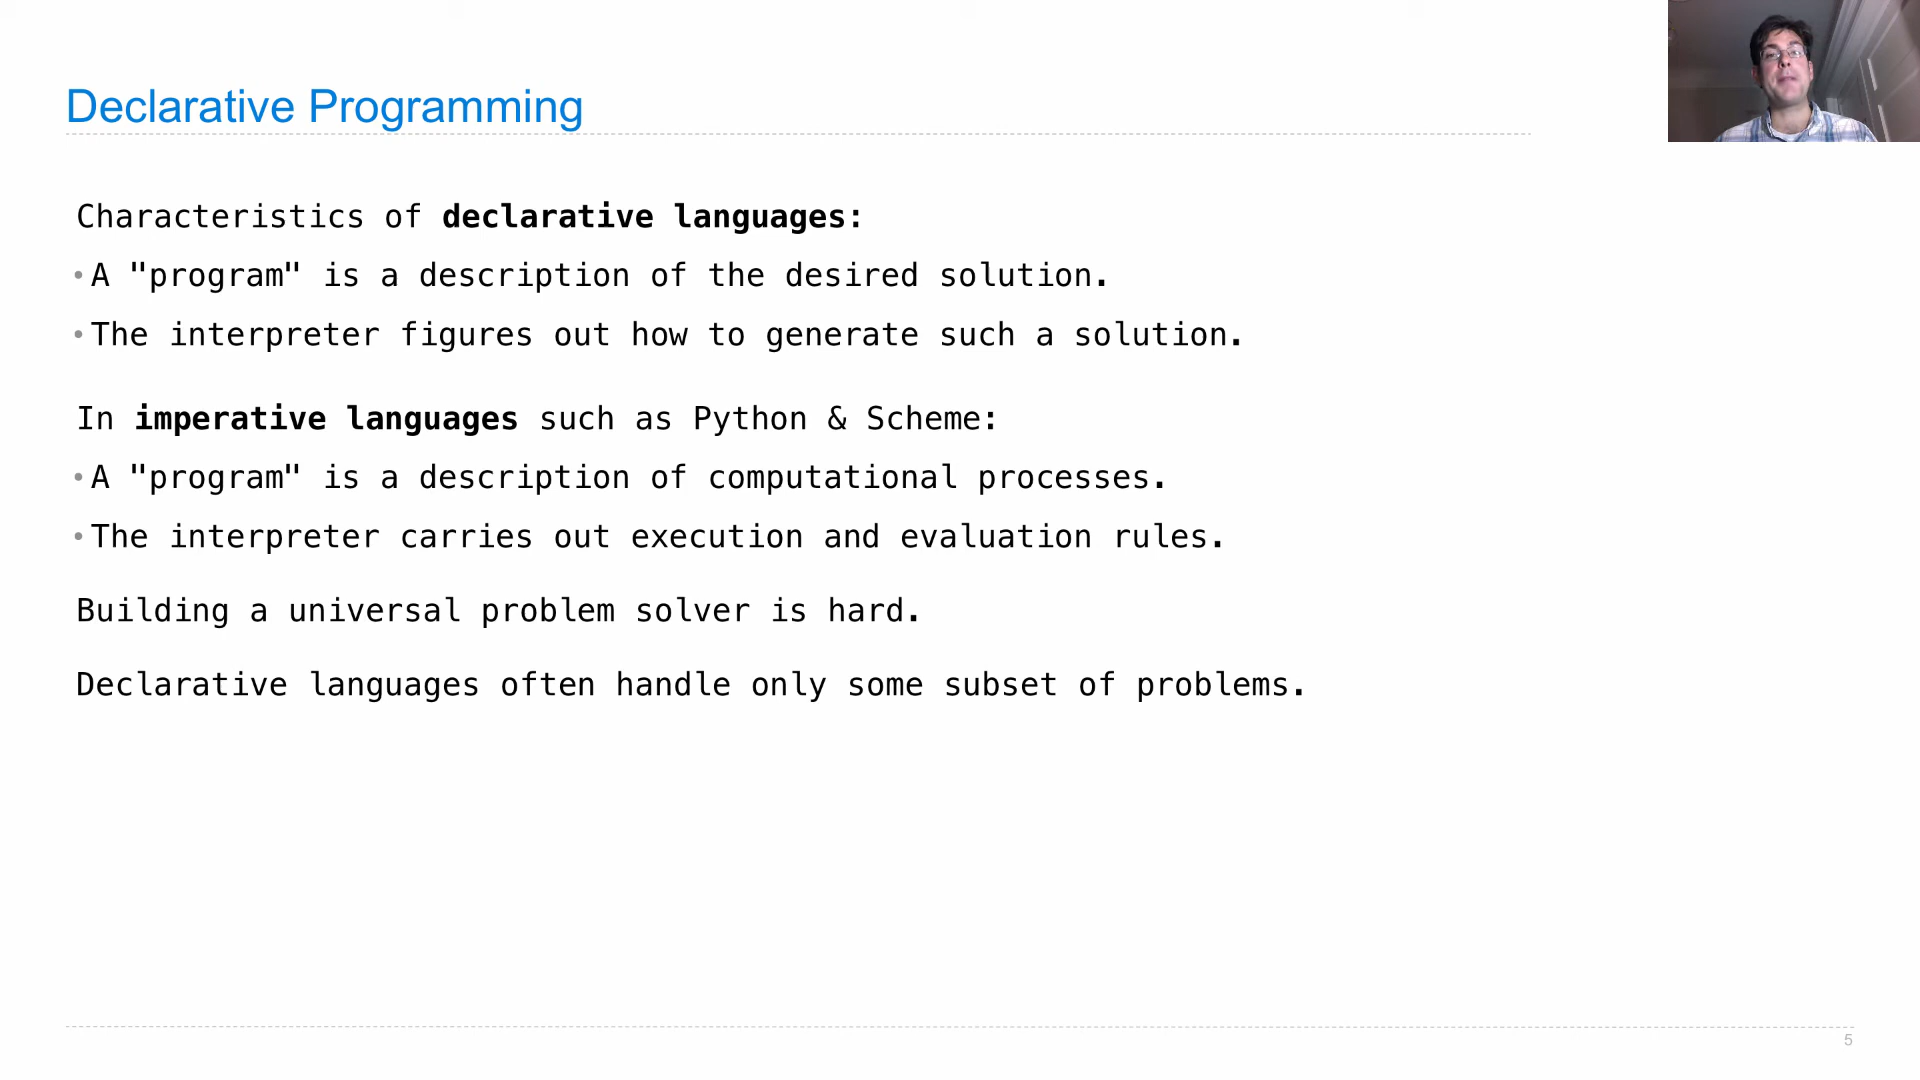 Declarative Programming
Characteristics of declarative languages:
• A "program" is a description of the desired solution.
• The interpreter figures out how to generate such a solution.
In imperative languages such as Python & Scheme:
• A "program" is a description of computational processes.
• The interpreter carries out execution and evaluation rules.
Building a universal problem solver is hard.
Declarative languages often handle only some subset of problems.
5